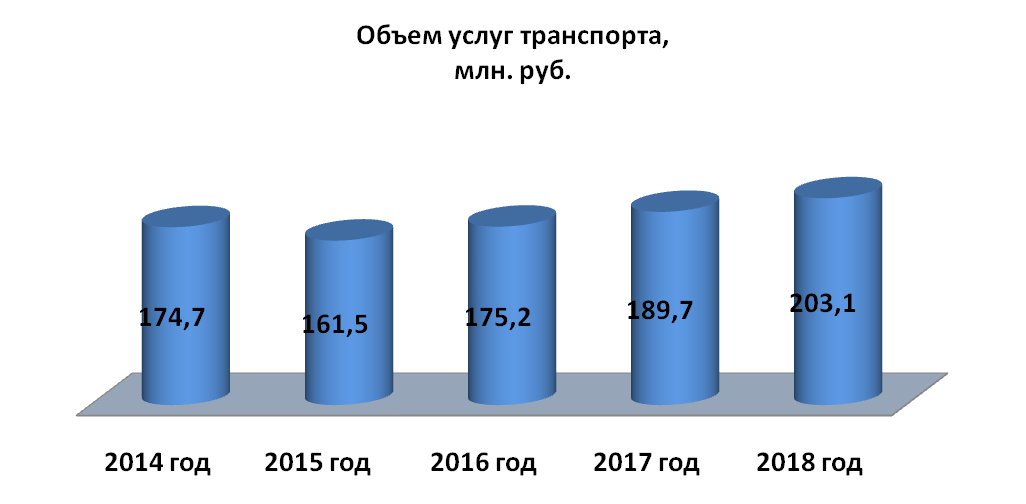 Объем услуг транспорта,
млн. руб.
174,7
161,5
175,2
189,7
203,1
2014 год
2015 год
2016 год
2017 год
2018 год